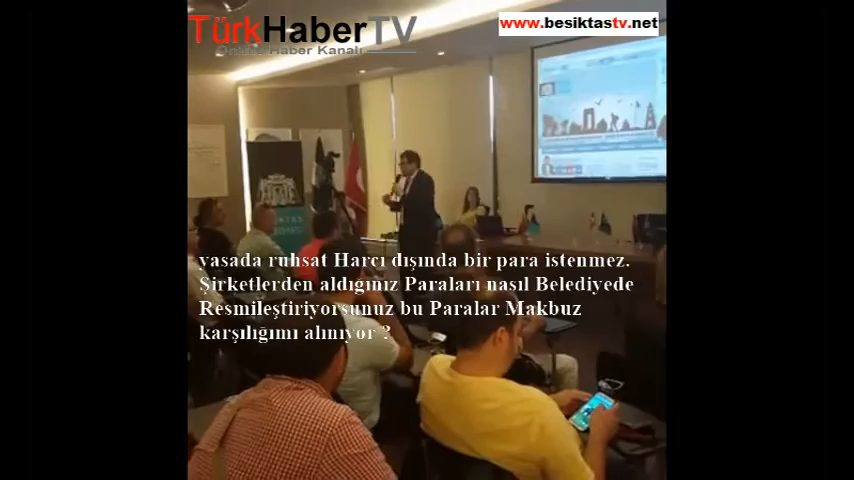 TürkHaberTV
Online Haber Kanalı
www.besiktastv.net
yasada ruhsat Harcı dışında bir para istenmez.
Şirketlerden aldığınız Paraları nasıl Belediyede
Resmileştiriyorsunuz bu Paralar Makbuz
karşılığımı alınıyor ?